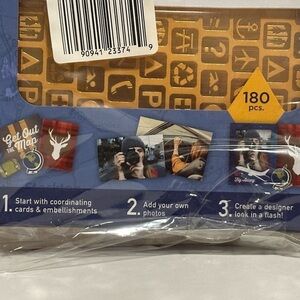 90941 23374
9
180
pcs.
Get Out
THE
Map
1. Start with coordinating
cards & embellishments
2. Add your own
photos
3. Create a designer
look in a flash!